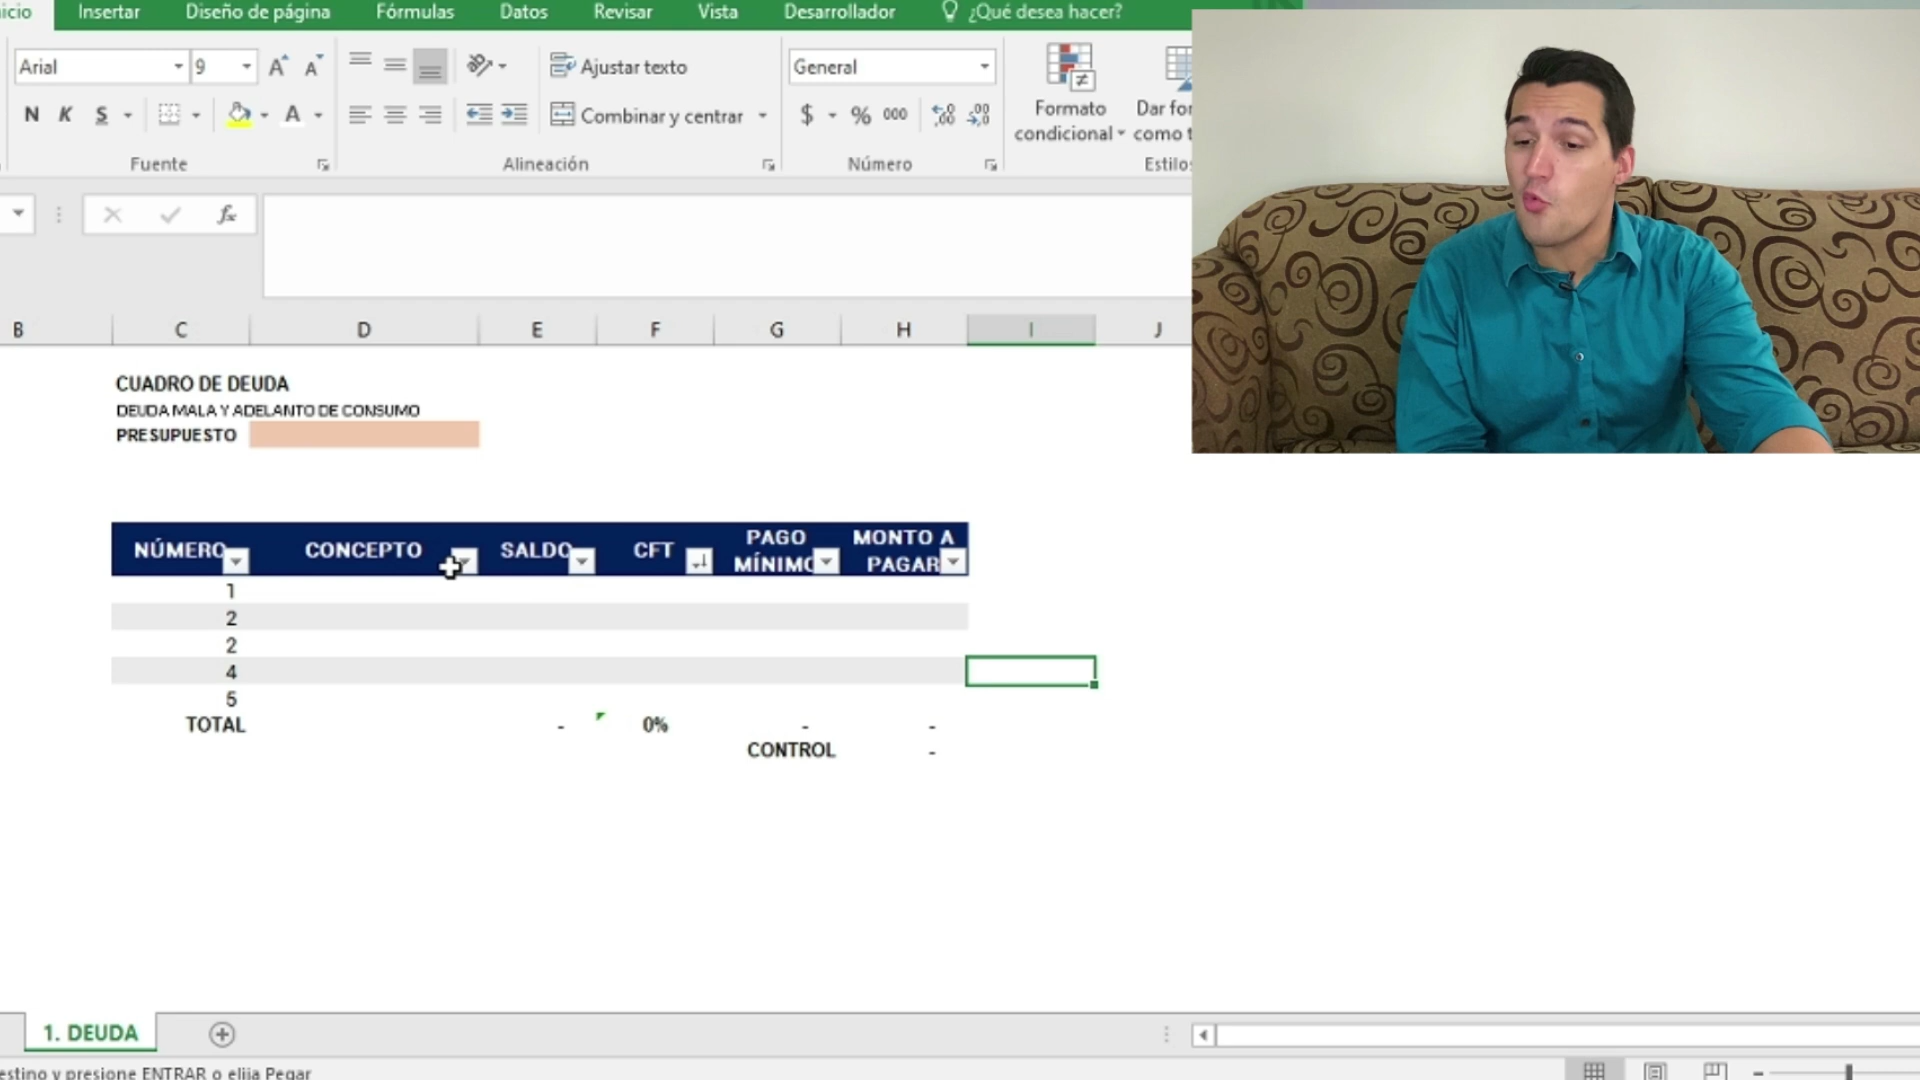 icio Insertar Diseño de página Fórmulas Datos Revisar Vista Desarrollador ¿Qué desea hacer?
Arial 9 A A Ajustar texto General
N K S A Combinar y centrar $ % 000 Formato condicional Dar for como t
Fuente Alineación Número Estilos
fx
B C D E F G H I J
CUADRO DE DEUDA
DEUDA MALA Y ADELANTO DE CONSUMO
PRESUPUESTO
NÚMERO CONCEPTO SALDO CFT PAGO MÍNIMO MONTO A PAGAR
1
2
2
4
5
TOTAL - 0% - -
CONTROL -
1. DEUDA
estino y presione ENTRAR o elija Pegar